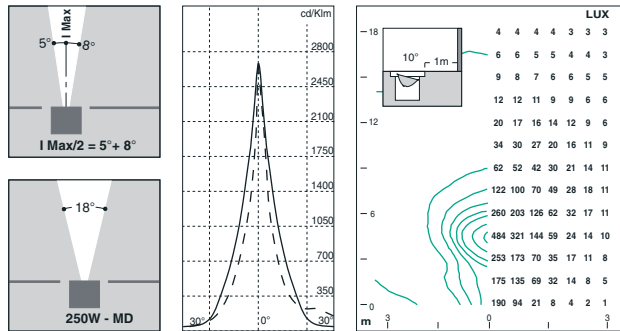 I Max
5°
8°
I Max/2 = 5°+ 8°
18°
250W - MD
cd/Klm
2800
2450
2100
1750
1400
1050
700
350
30°
0°
30°
LUX
10°
1m
18
12
6
0
m
3
0
3
4 4 4 4 3 3 3
6 6 5 5 4 4 3
9 8 7 6 6 5 5
12 12 11 9 9 6 6
20 17 16 14 12 9 6
34 30 27 20 16 11 9
62 52 42 30 21 14 11
122 100 70 49 28 18 11
260 203 126 62 32 17 11
484 321 144 59 24 14 10
253 173 70 35 17 11 8
175 135 69 32 14 8 5
190 94 21 8 4 2 1